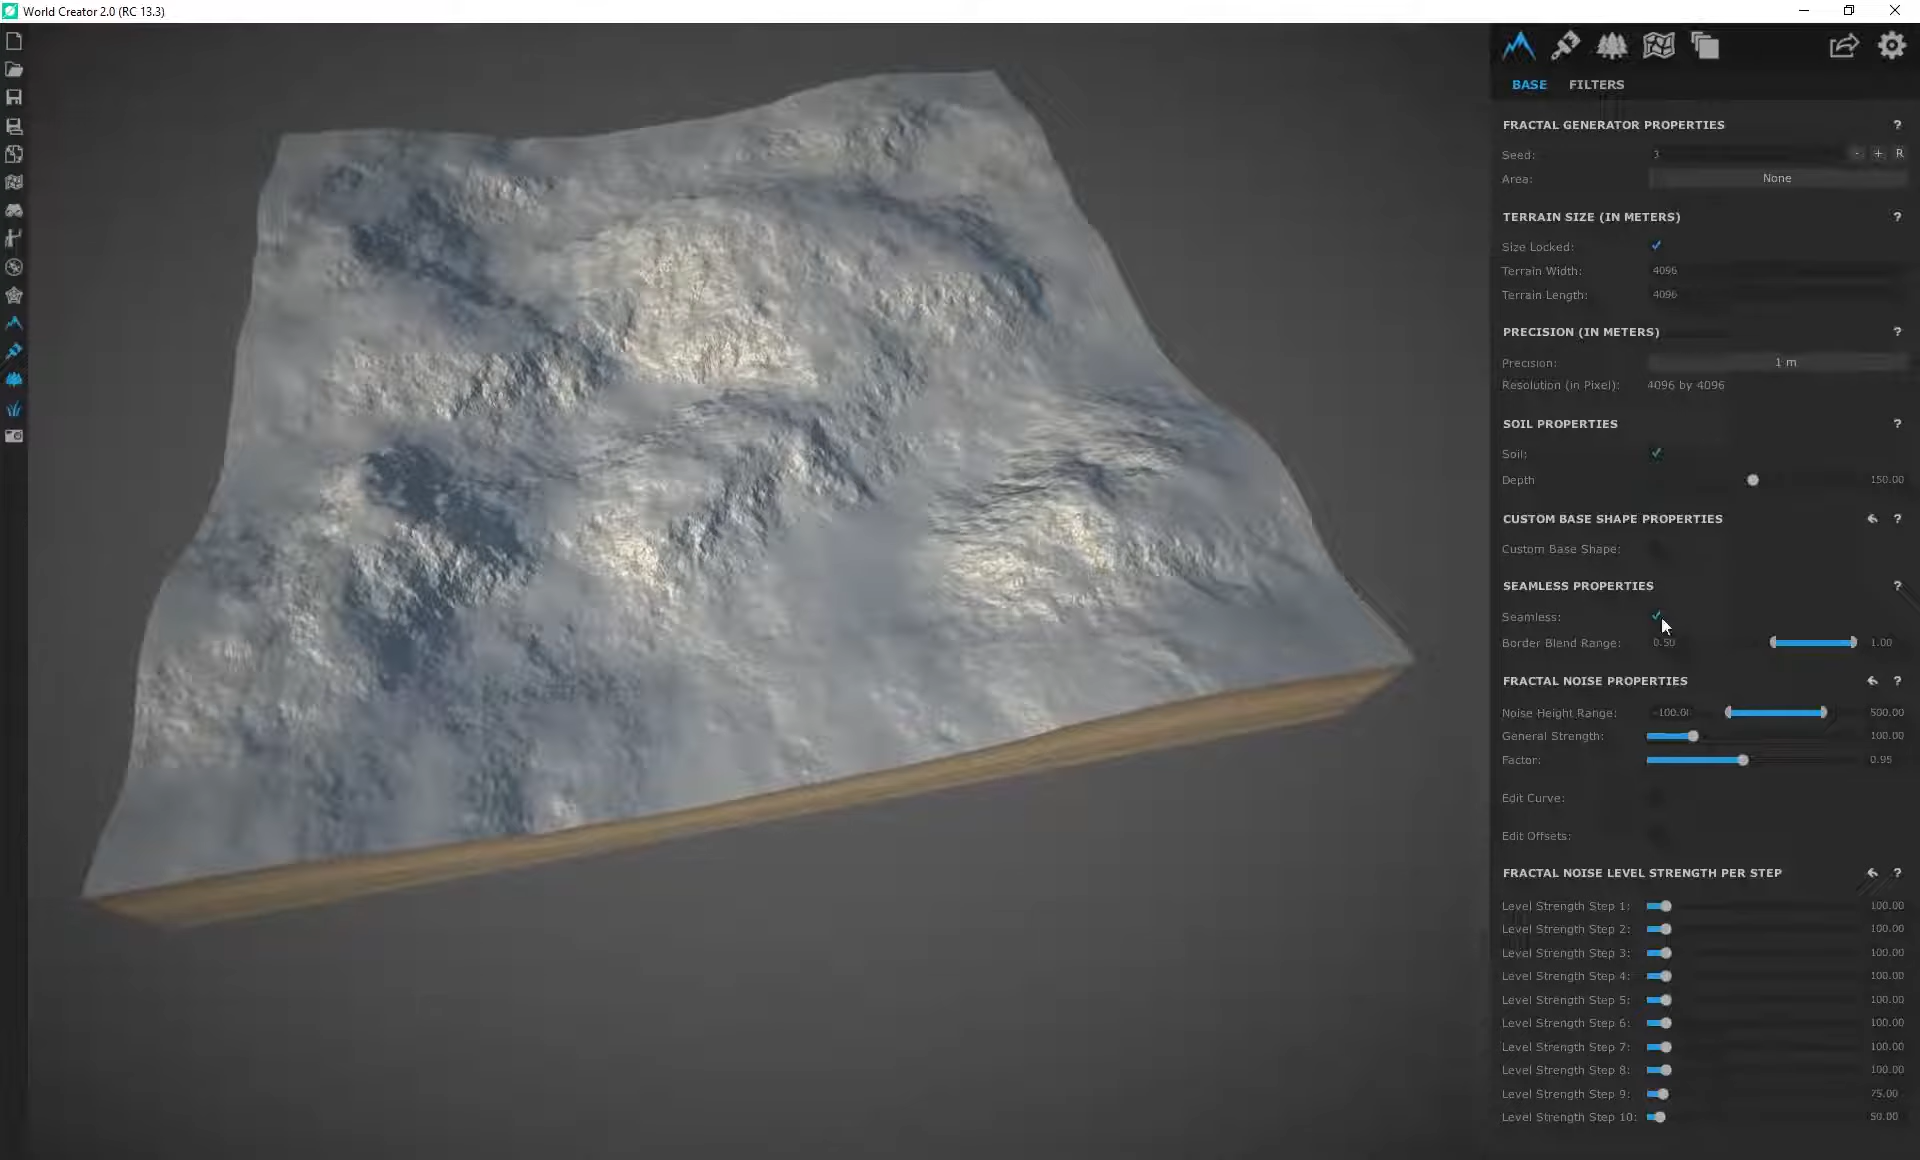 World Creator 2.0 (RC 13.3)
BASE FILTERS
FRACTAL GENERATOR PROPERTIES ?
Seed: 3 - + R
Area: None
TERRAIN SIZE (IN METERS) ?
Size Locked:
Terrain Width: 4096
Terrain Length: 4096
PRECISION (IN METERS) ?
Precision: 1 m
Resolution (in Pixel): 4096 by 4096
SOIL PROPERTIES ?
Soil:
Depth 150.00
CUSTOM BASE SHAPE PROPERTIES ?
Custom Base Shape:
SEAMLESS PROPERTIES ?
Seamless:
Border Blend Range: 0.50 1.00
FRACTAL NOISE PROPERTIES ?
Noise Height Range: -100.0 500.00
General Strength: 100.00
Factor: 0.95
Edit Curve:
Edit Offsets:
FRACTAL NOISE LEVEL STRENGTH PER STEP ?
Level Strength Step 1: 100.00
Level Strength Step 2: 100.00
Level Strength Step 3: 100.00
Level Strength Step 4: 100.00
Level Strength Step 5: 100.00
Level Strength Step 6: 100.00
Level Strength Step 7: 100.00
Level Strength Step 8: 100.00
Level Strength Step 9: 75.00
Level Strength Step 10: 50.00